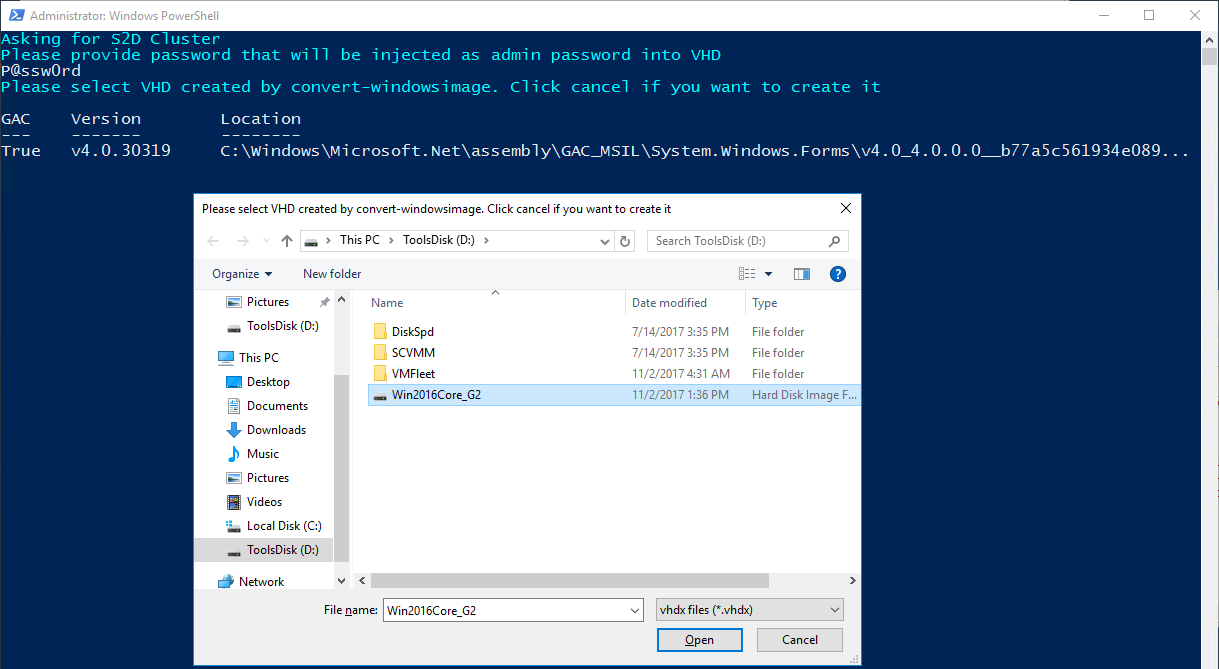 Administrator: Windows PowerShell
Asking for S2D Cluster
Please provide password that will be injected as admin password into VHD
P@ssw0rd
Please select VHD created by convert-windowsimage. Click cancel if you want to create it
GAC Version Location
--- ------- --------
True v4.0.30319 C:\Windows\Microsoft.Net\assembly\GAC_MSIL\System.Windows.Forms\v4.0_4.0.0.0__b77a5c561934e089...
Please select VHD created by convert-windowsimage. Click cancel if you want to create it
This PC > ToolsDisk (D:) >
Search ToolsDisk (D:)
Organize New folder
Pictures
ToolsDisk (D:)
This PC
Desktop
Documents
Downloads
Music
Pictures
Videos
Local Disk (C:)
ToolsDisk (D:)
Network
Name Date modified Type
DiskSpd 7/14/2017 3:35 PM File folder
SCVMM 7/14/2017 3:35 PM File folder
VMFleet 11/2/2017 4:31 AM File folder
Win2016Core_G2 11/2/2017 1:36 PM Hard Disk Image F...
File name: Win2016Core_G2 vhdx files (*.vhdx)
Open Cancel